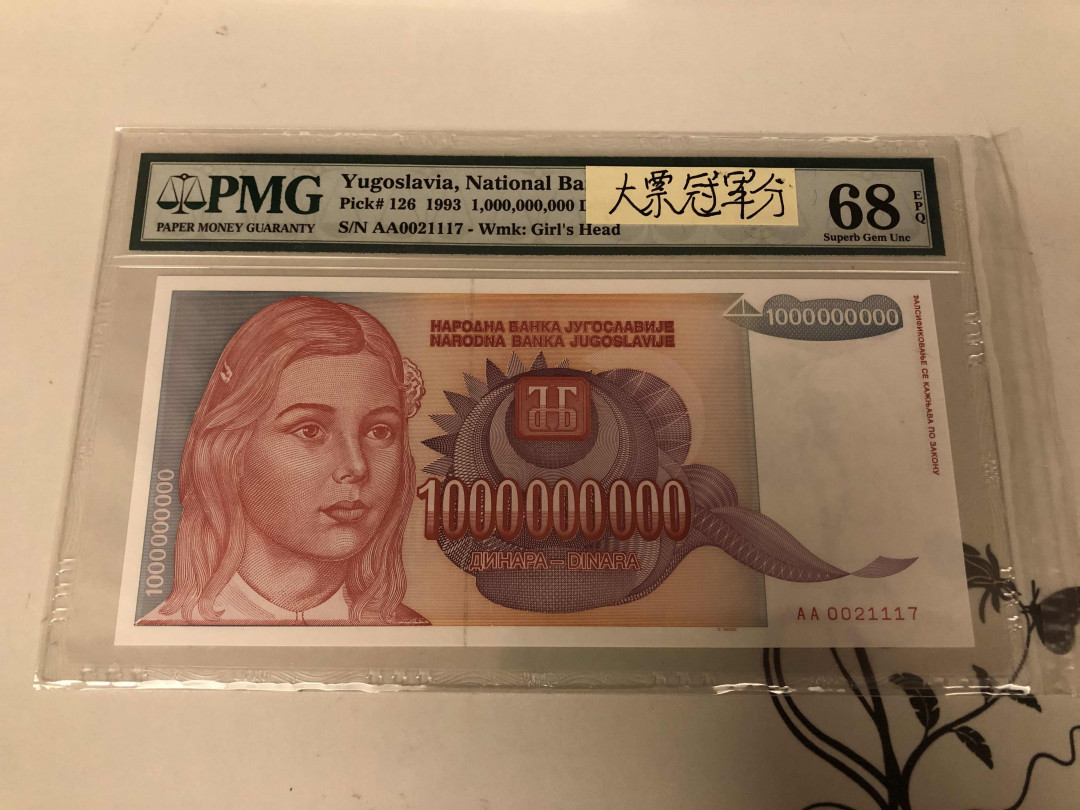 PMG
PAPER MONEY GUARANTY
Yugoslavia, National Ba
Pick# 126 1993 1,000,000,000 D
S/N AA0021117 - Wmk: Girl's Head
大票冠军分
68
EPQ
Superb Gem Unc
НАРОДНА БАНКА ЈУГОСЛАВИЈЕ
NARODNA BANKA JUGOSLAVIJE
1000000000
ФАЛСИФИКОВАЊЕ СЕ КАЖЊАВА ПО ЗАКОНУ
1000000000
1000000000
ДИНАРА – DINARA
AA 0021117